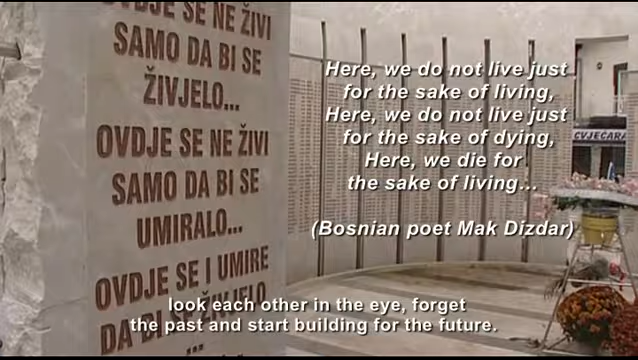 OVDJE SE NE ŽIVI
SAMO DA BI SE
ŽIVJELO...
OVDJE SE NE ŽIVI
SAMO DA BI SE
UMIRALO...
OVDJE SE I UMIRE
DA BI
...
Here, we do not live just
for the sake of living,
Here, we do not live just
for the sake of dying,
Here, we die for
the sake of living...
(Bosnian poet Mak Dizdar)
CVJEĆARA
look each other in the eye, forget
the past and start building for the future.